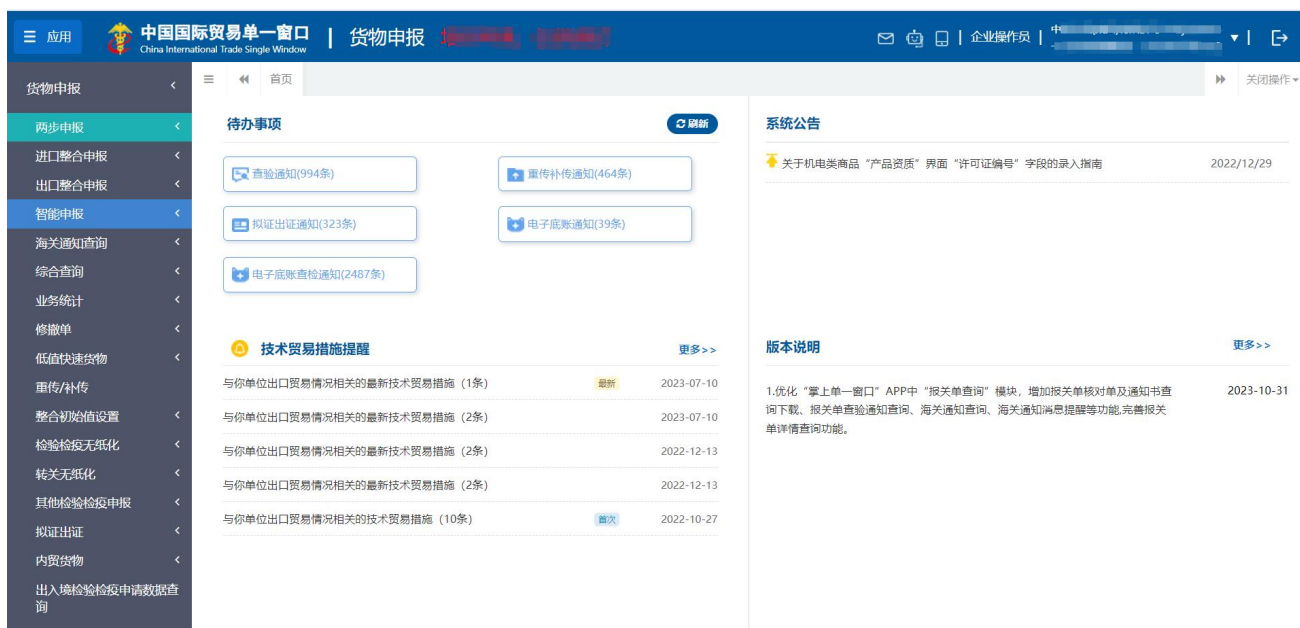 应用
中国国际贸易单一窗口
China International Trade Single Window
货物申报
企业操作员
货物申报
首页
关闭操作
两步申报
进口整合申报
出口整合申报
智能申报
海关通知查询
综合查询
业务统计
修撤单
低值快速货物
重传/补传
整合初始值设置
检验检疫无纸化
转关无纸化
其他检验检疫申报
拟证出证
内贸货物
出入境检验检疫申请数据查
询
待办事项
刷新
查验通知(994条)
重传补传通知(464条)
拟证出证通知(323条)
电子底账通知(39条)
电子底账查检通知(2487条)
系统公告
关于机电类商品“产品资质”界面“许可证编号”字段的录入指南 2022/12/29
技术贸易措施提醒
更多>>
与你单位出口贸易情况相关的最新技术贸易措施（1条） 最新 2023-07-10
与你单位出口贸易情况相关的最新技术贸易措施（2条） 2023-07-10
与你单位出口贸易情况相关的最新技术贸易措施（2条） 2022-12-13
与你单位出口贸易情况相关的最新技术贸易措施（2条） 2022-12-13
与你单位出口贸易情况相关的技术贸易措施（10条） 首次 2022-10-27
版本说明
更多>>
1.优化“掌上单一窗口”APP中“报关单查询”模块，增加报关单核对单及通知书查 2023-10-31
询下载、报关单查验通知查询、海关通知查询、海关通知消息提醒等功能,完善报关
单详情查询功能。